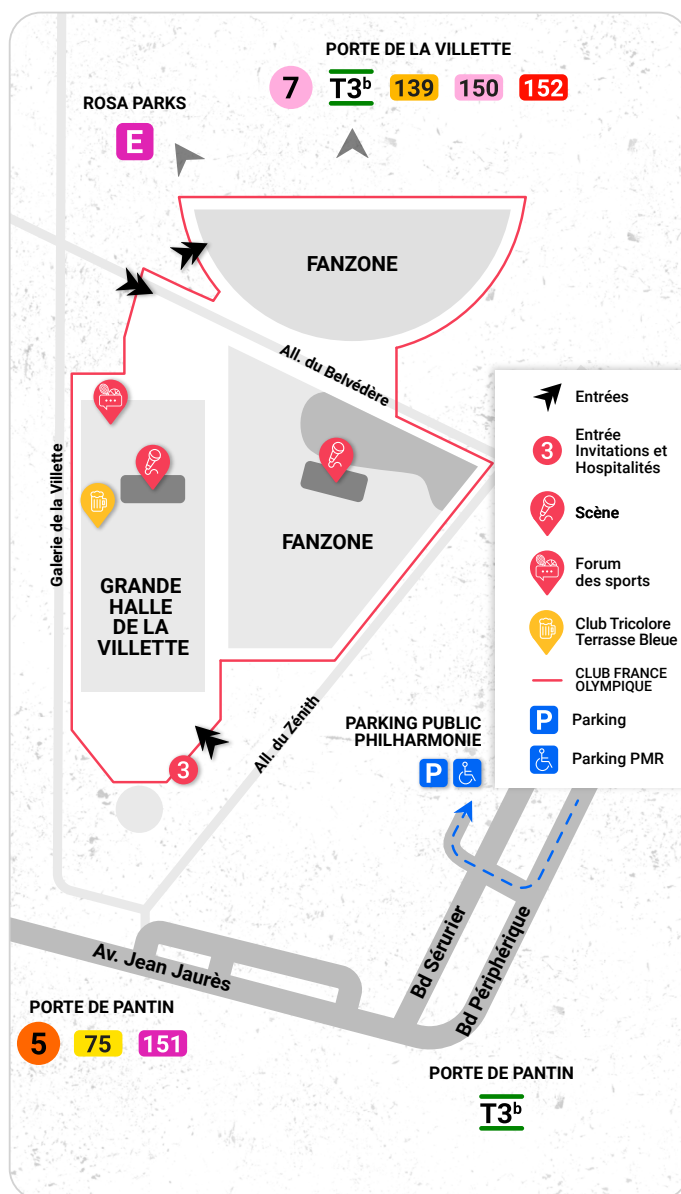 PORTE DE LA VILLETTE
7 T3b 139 150 152
ROSA PARKS
E
FANZONE
All. du Belvédère
Galerie de la Villette
FANZONE
GRANDE
HALLE
DE LA
VILLETTE
All. du Zénith
3
Entrées
3
Entrée
Invitations et
Hospitalités
Scène
Forum
des sports
Club Tricolore
Terrasse Bleue
CLUB FRANCE
OLYMPIQUE
P Parking
Parking PMR
PARKING PUBLIC
PHILHARMONIE
P
Bd Sérurier
Bd Périphérique
Av. Jean Jaurès
PORTE DE PANTIN
5 75 151
PORTE DE PANTIN
T3b